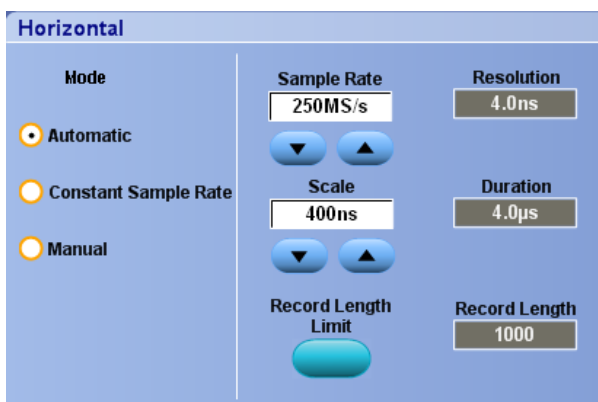 Horizontal
Mode
Automatic
Constant Sample Rate
Manual
Sample Rate
250MS/s
Scale
400ns
Record Length
Limit
Resolution
4.0ns
Duration
4.0µs
Record Length
1000